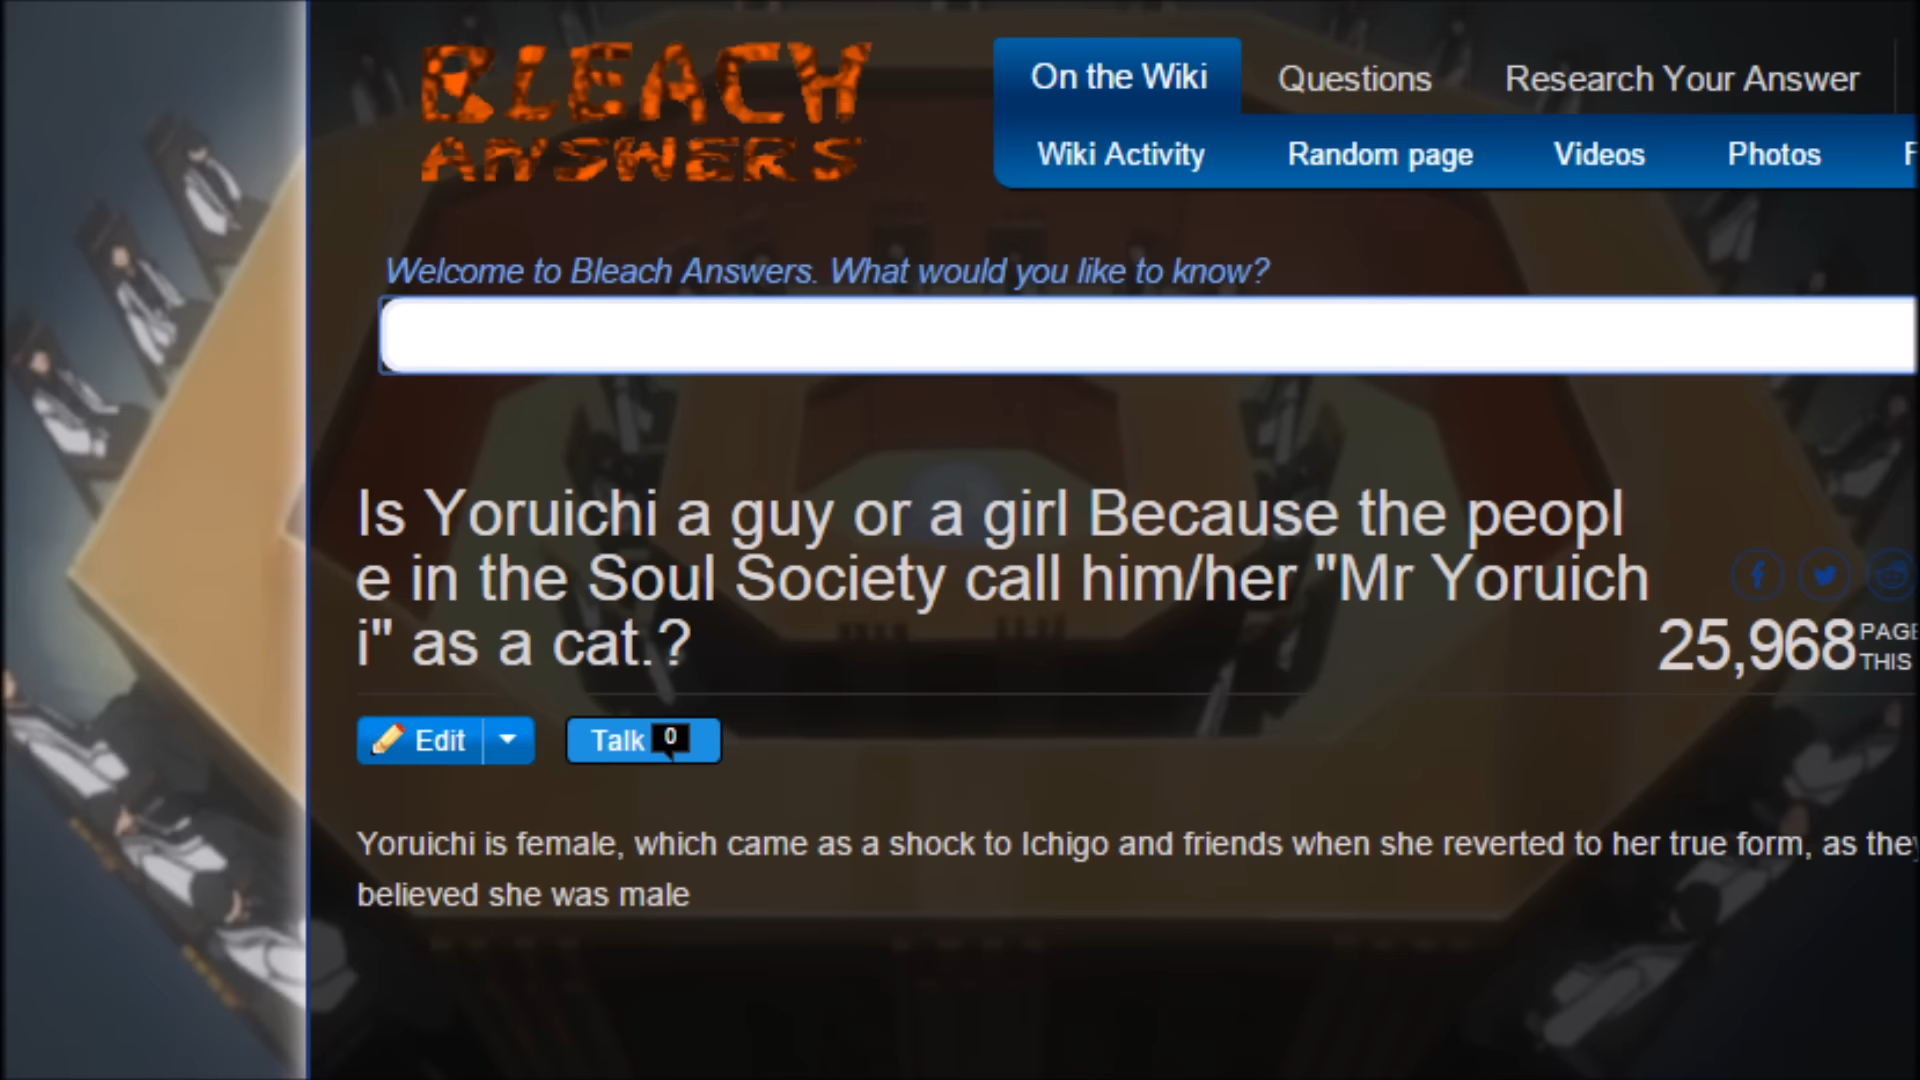 BLEACH
ANSWERS
On the Wiki Questions Research Your Answer
Wiki Activity Random page Videos Photos F
Welcome to Bleach Answers. What would you like to know?
Is Yoruichi a guy or a girl Because the peopl
e in the Soul Society call him/her "Mr Yoruich
i" as a cat.?
25,968 PAGE
THIS
Edit Talk 0
Yoruichi is female, which came as a shock to Ichigo and friends when she reverted to her true form, as they
believed she was male